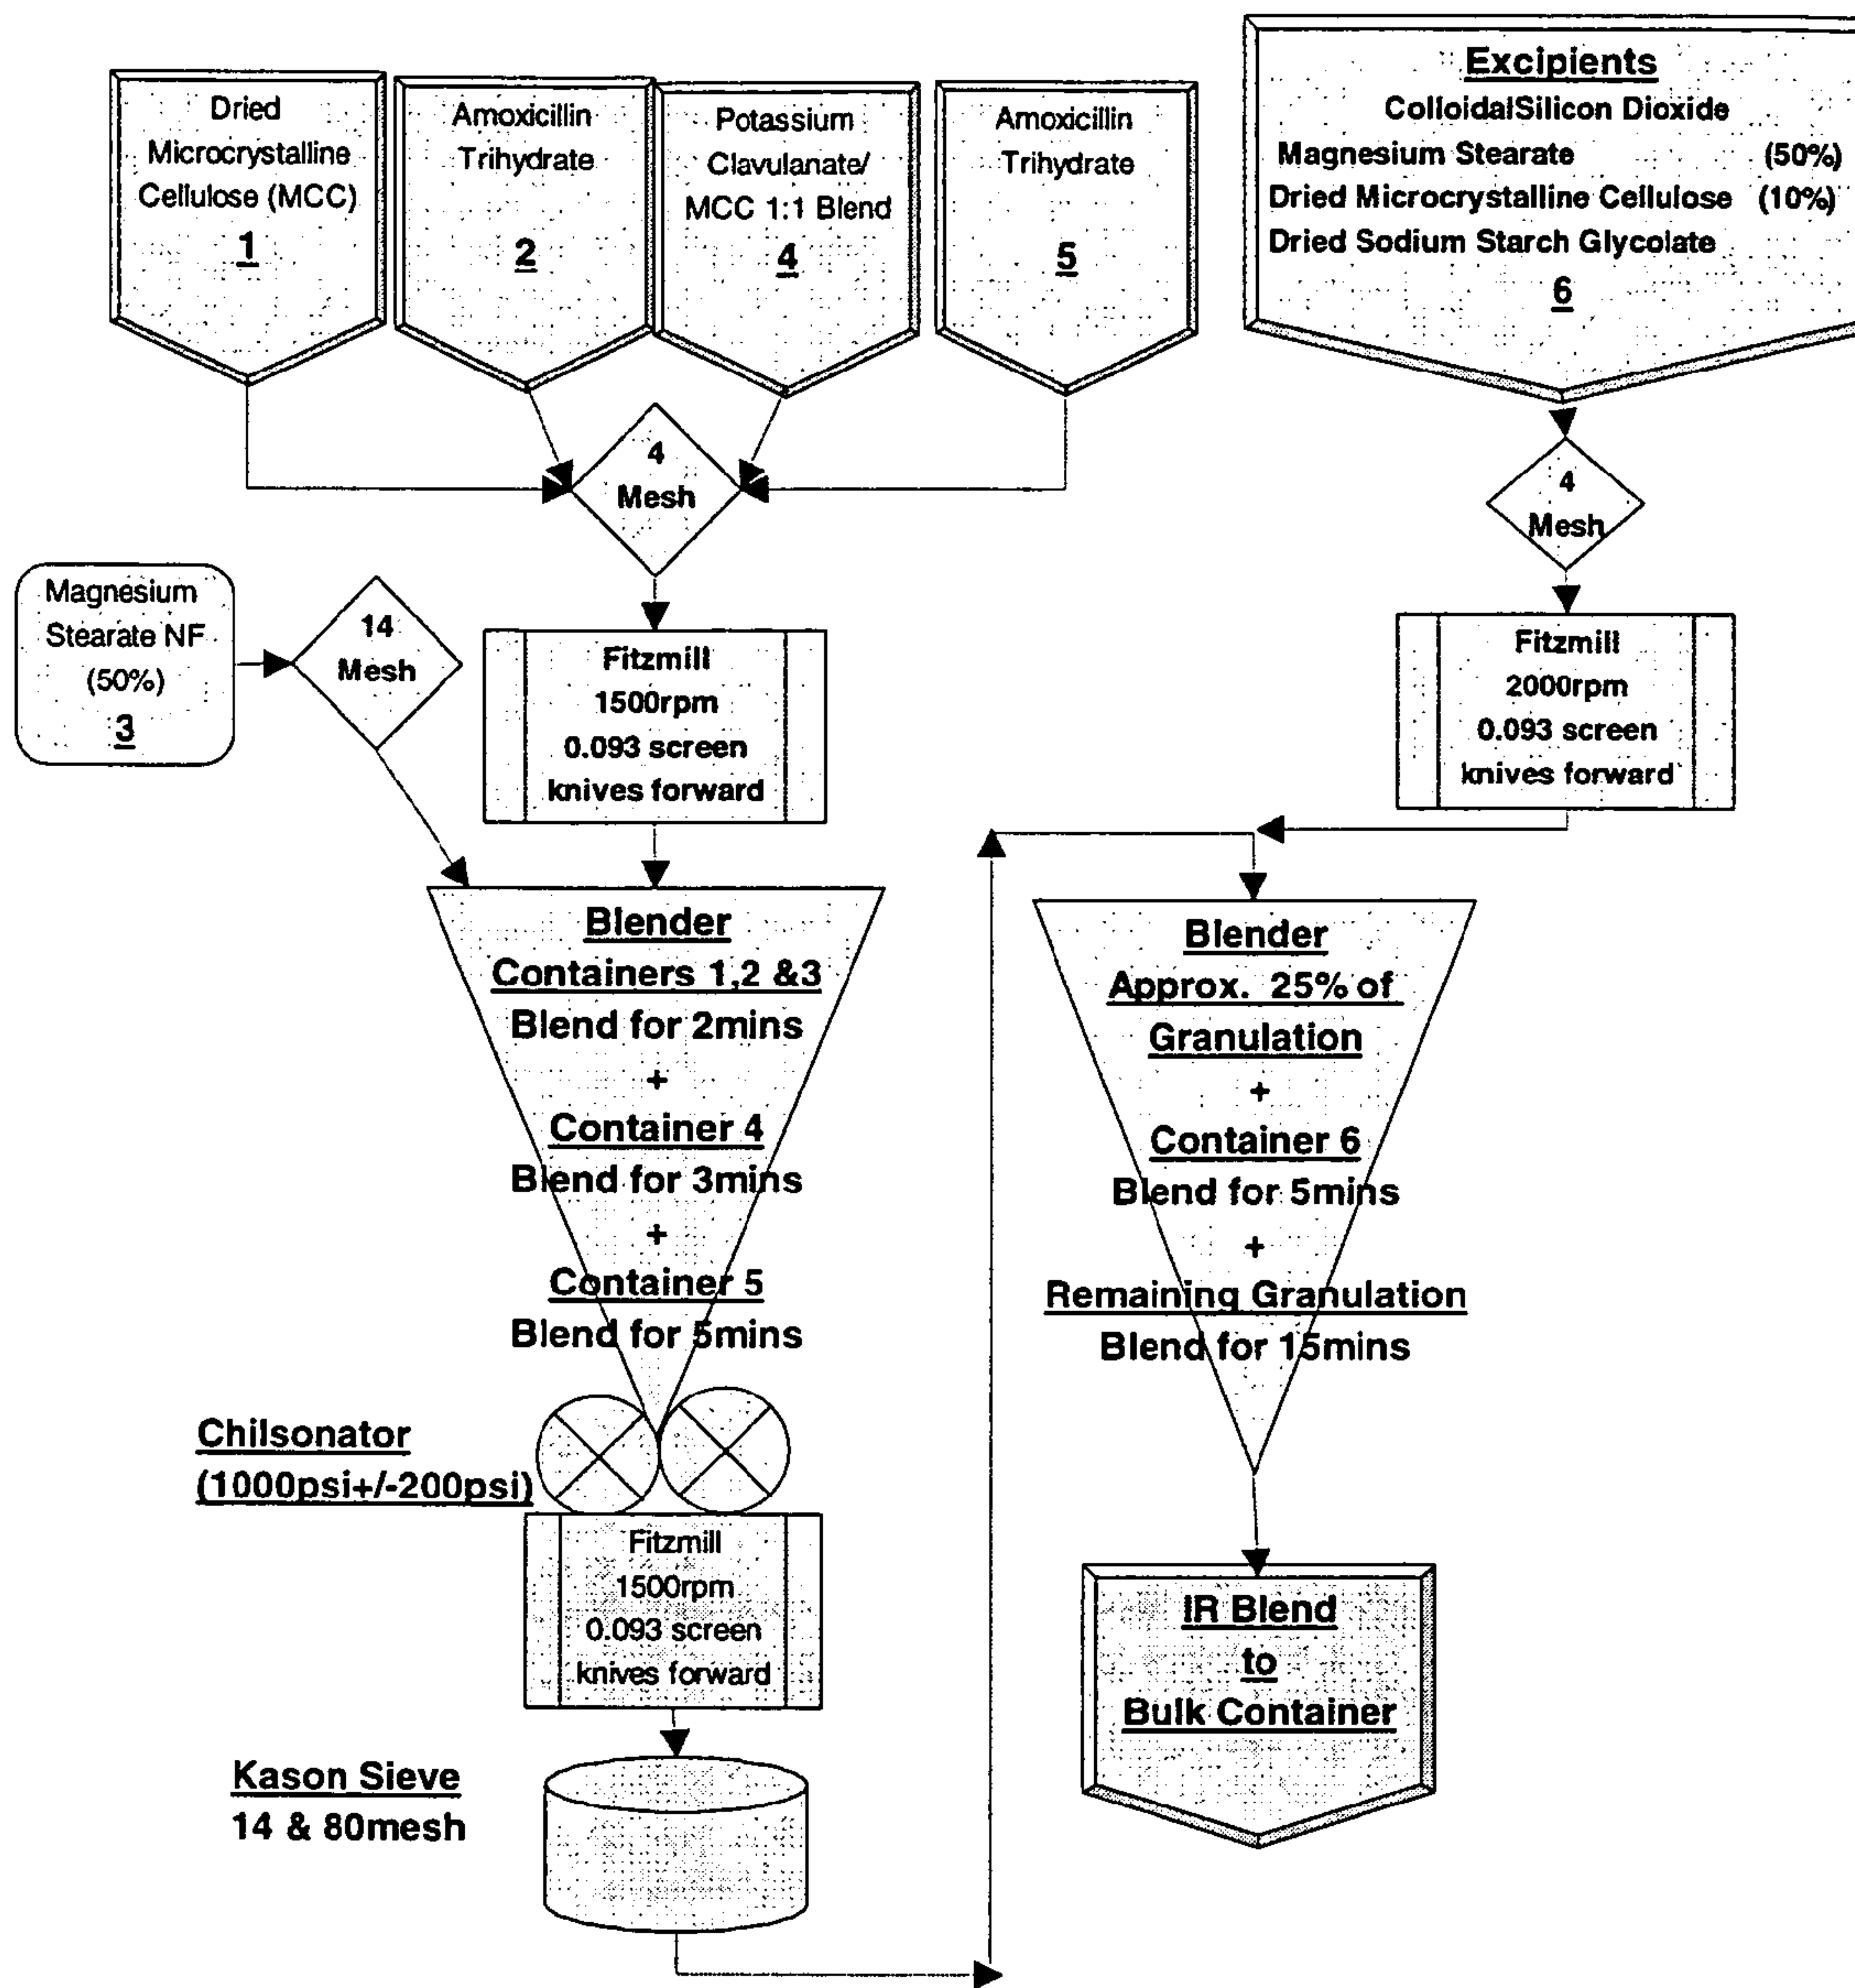 Dried
Microcrystalline
Cellulose (MCC)
1
Amoxicillin
Trihydrate
2
Potassium
Clavulanate/
MCC 1:1 Blend
4
Amoxicillin
Trihydrate
5
Excipients
ColloidalSilicon Dioxide
Magnesium Stearate (50%)
Dried Microcrystalline Cellulose (10%)
Dried Sodium Starch Glycolate
6
4
Mesh
4
Mesh
Magnesium
Stearate NF
(50%)
3
14
Mesh
Fitzmill
1500rpm
0.093 screen
knives forward
Fitzmill
2000rpm
0.093 screen
knives forward
Blender
Containers 1,2 &3
Blend for 2mins
+
Container 4
Blend for 3mins
+
Container 5
Blend for 5mins
Blender
Approx. 25% of
Granulation
+
Container 6
Blend for 5mins
+
Remaining Granulation
Blend for 15mins
Chilsonator
(1000psi+/-200psi)
Fitzmill
1500rpm
0.093 screen
knives forward
Kason Sieve
14 & 80mesh
IR Blend
to
Bulk Container